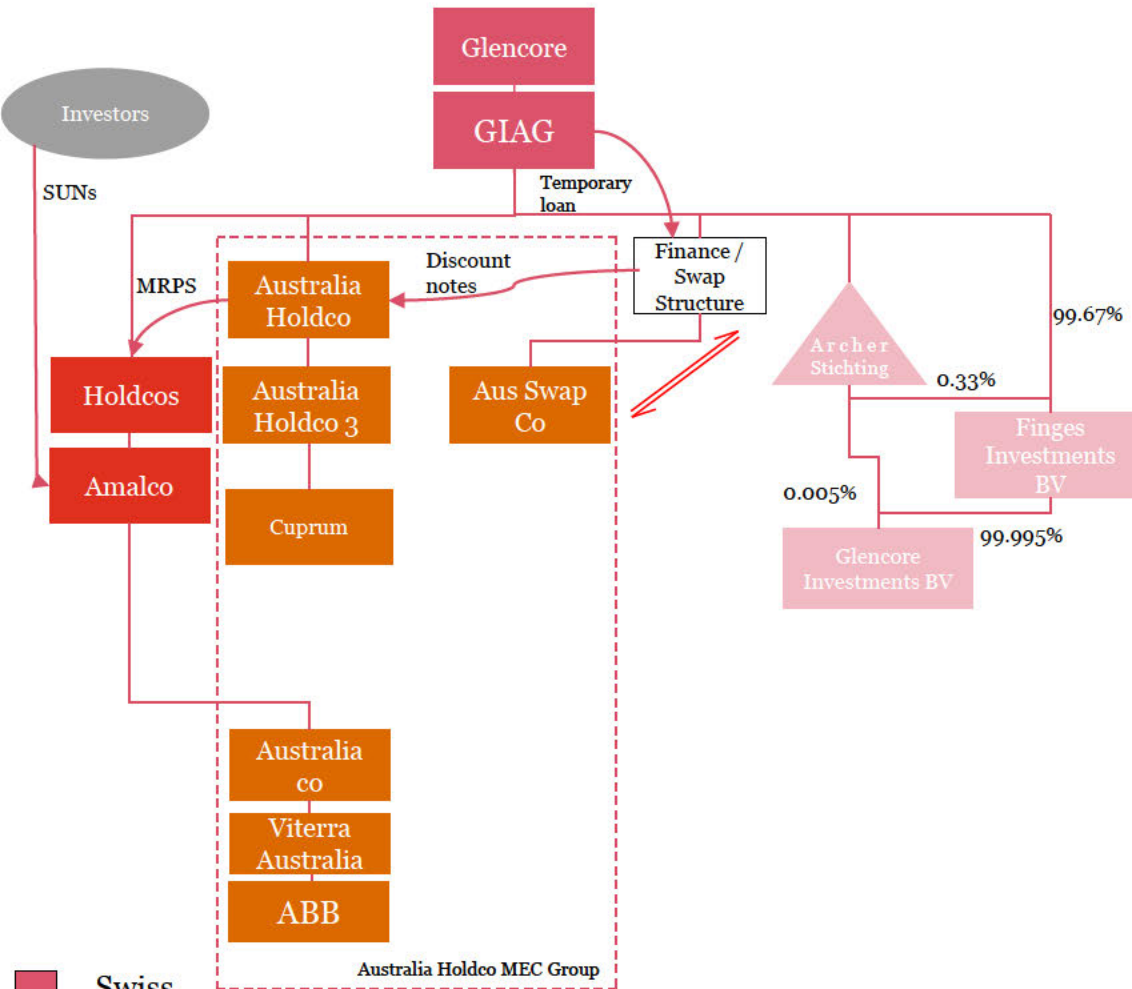 Glencore
GIAG
Investors
SUNs
Temporary
loan
MRPS
Discount
notes
Finance /
Swap
Structure
Australia
Holdco
99.67%
Archer
Stichting
0.33%
Holdcos
Australia
Holdco 3
Aus Swap
Co
Finges
Investments
BV
Amalco
0.005%
Cuprum
99.995%
Glencore
Investments BV
Australia
co
Viterra
Australia
ABB
Australia Holdco MEC Group
Swiss